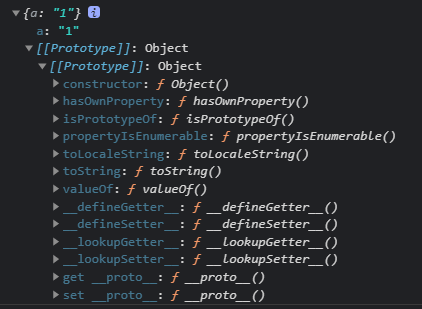 ▼{a: "1"} i
a: "1"
▼[[Prototype]]: Object
▼[[Prototype]]: Object
▶constructor: ƒ Object()
▶hasOwnProperty: ƒ hasOwnProperty()
▶isPrototypeOf: ƒ isPrototypeOf()
▶propertyIsEnumerable: ƒ propertyIsEnumerable()
▶toLocaleString: ƒ toLocaleString()
▶toString: ƒ toString()
▶valueOf: ƒ valueOf()
▶__defineGetter__: ƒ __defineGetter__()
▶__defineSetter__: ƒ __defineSetter__()
▶__lookupGetter__: ƒ __lookupGetter__()
▶__lookupSetter__: ƒ __lookupSetter__()
▶get __proto__: ƒ __proto__()
▶set __proto__: ƒ __proto__()